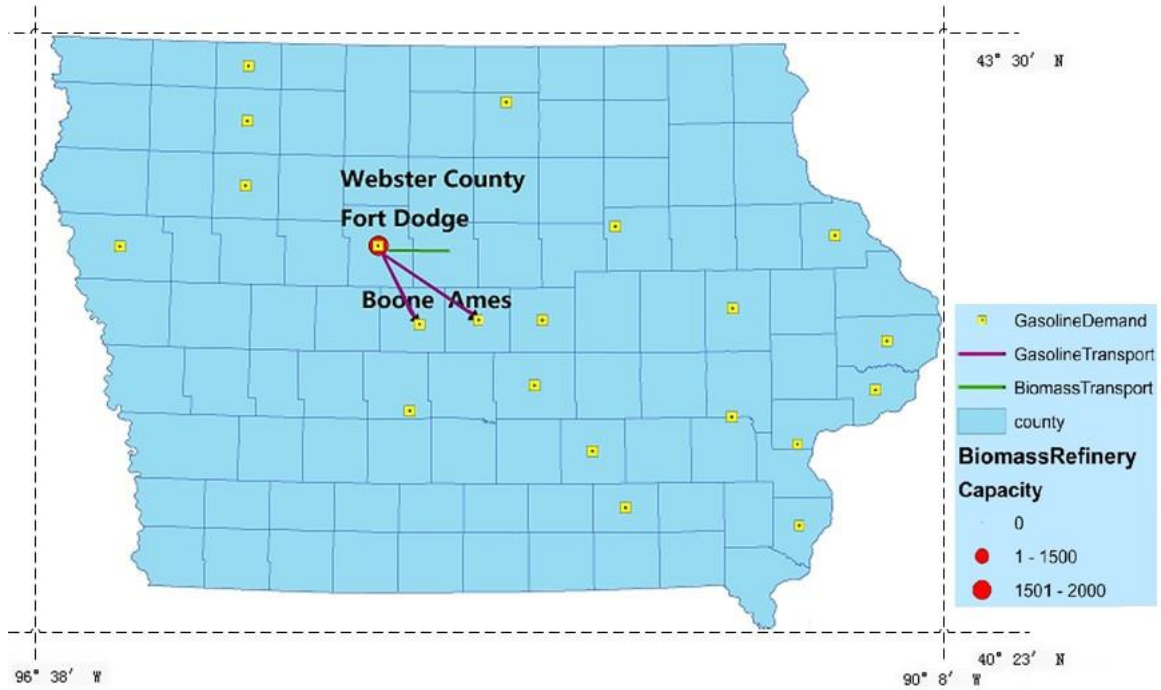 43° 30′ N
Webster County
Fort Dodge
Boone Ames
GasolineDemand
GasolineTransport
BiomassTransport
county
BiomassRefinery
Capacity
0
1 - 1500
1501 - 2000
40° 23′ N
96° 38′ W
90° 8′ W